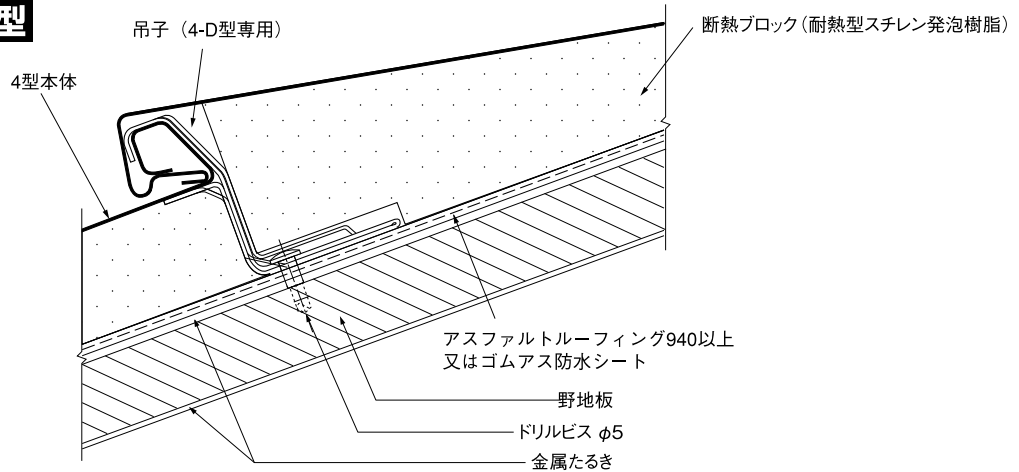 型
吊子（4-D型専用）
断熱ブロック（耐熱型スチレン発泡樹脂）
4型本体
アスファルトルーフィング940以上
又はゴムアス防水シート
野地板
ドリルビス φ5
金属たるき